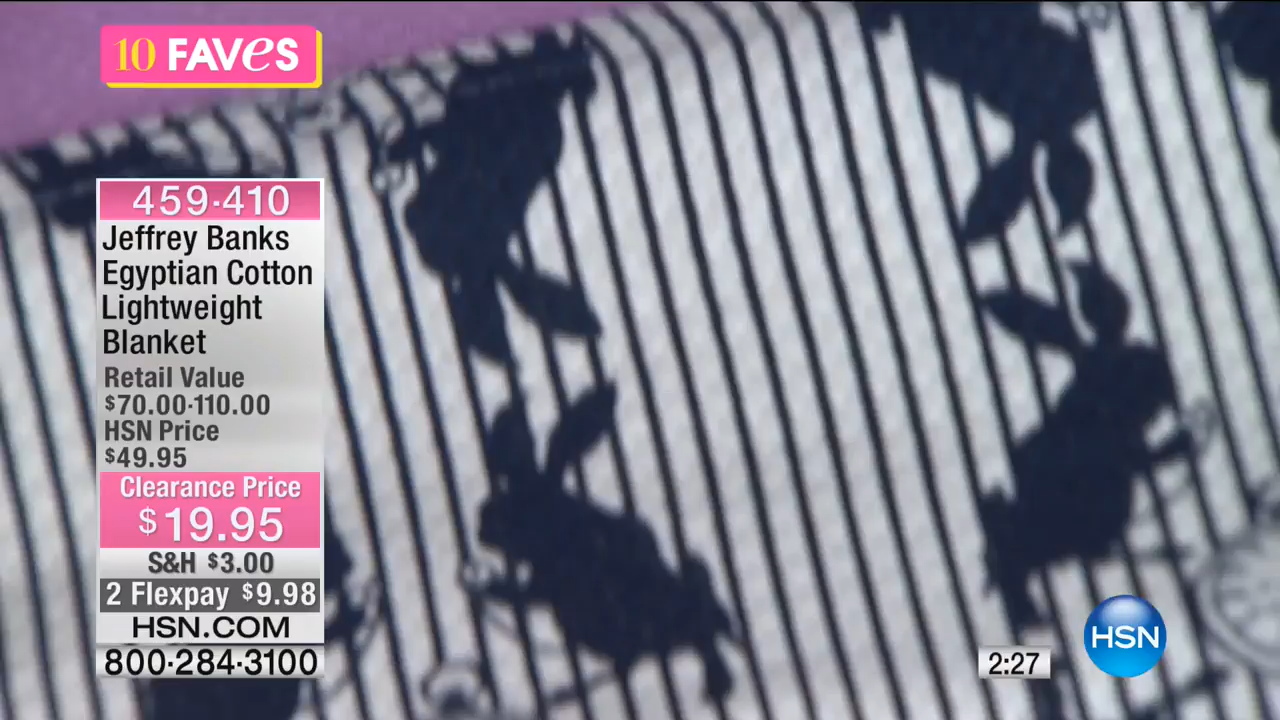 10 FAVeS
459·410
Jeffrey Banks
Egyptian Cotton
Lightweight
Blanket
Retail Value
$70.00-110.00
HSN Price
$49.95
Clearance Price
$19.95
S&H $3.00
2 Flexpay $9.98
HSN.COM
800·284·3100
2:27
HSN